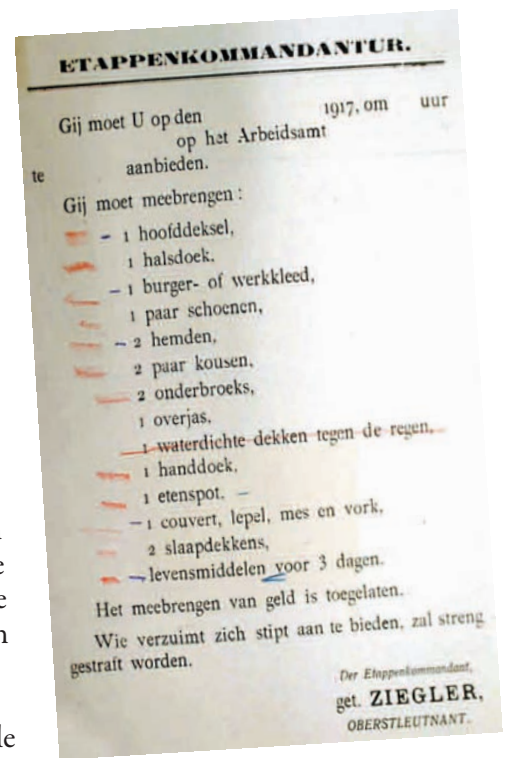 ETAPPENKOMMANDANTUR.
Gij moet U op den 1917, om uur
op het Arbeidsamt
te aanbieden.
Gij moet meebrengen :
- 1 hoofddeksel,
1 halsdoek.
- 1 burger- of werkkleed,
1 paar schoenen,
- 2 hemden,
2 paar kousen,
2 onderbroeks,
1 overjas,
1 waterdichte dekken tegen de regen,
1 handdoek,
1 etenspot. -
- 1 couvert, lepel, mes en vork,
2 slaapdekkens,
- levensmiddelen voor 3 dagen.
Het meebrengen van geld is toegelaten.
Wie verzuimt zich stipt aan te bieden, zal streng
gestraft worden.
Der Etappenkommandant,
get. ZIEGLER,
OBERSTLEUTNANT.
e
e
n
le